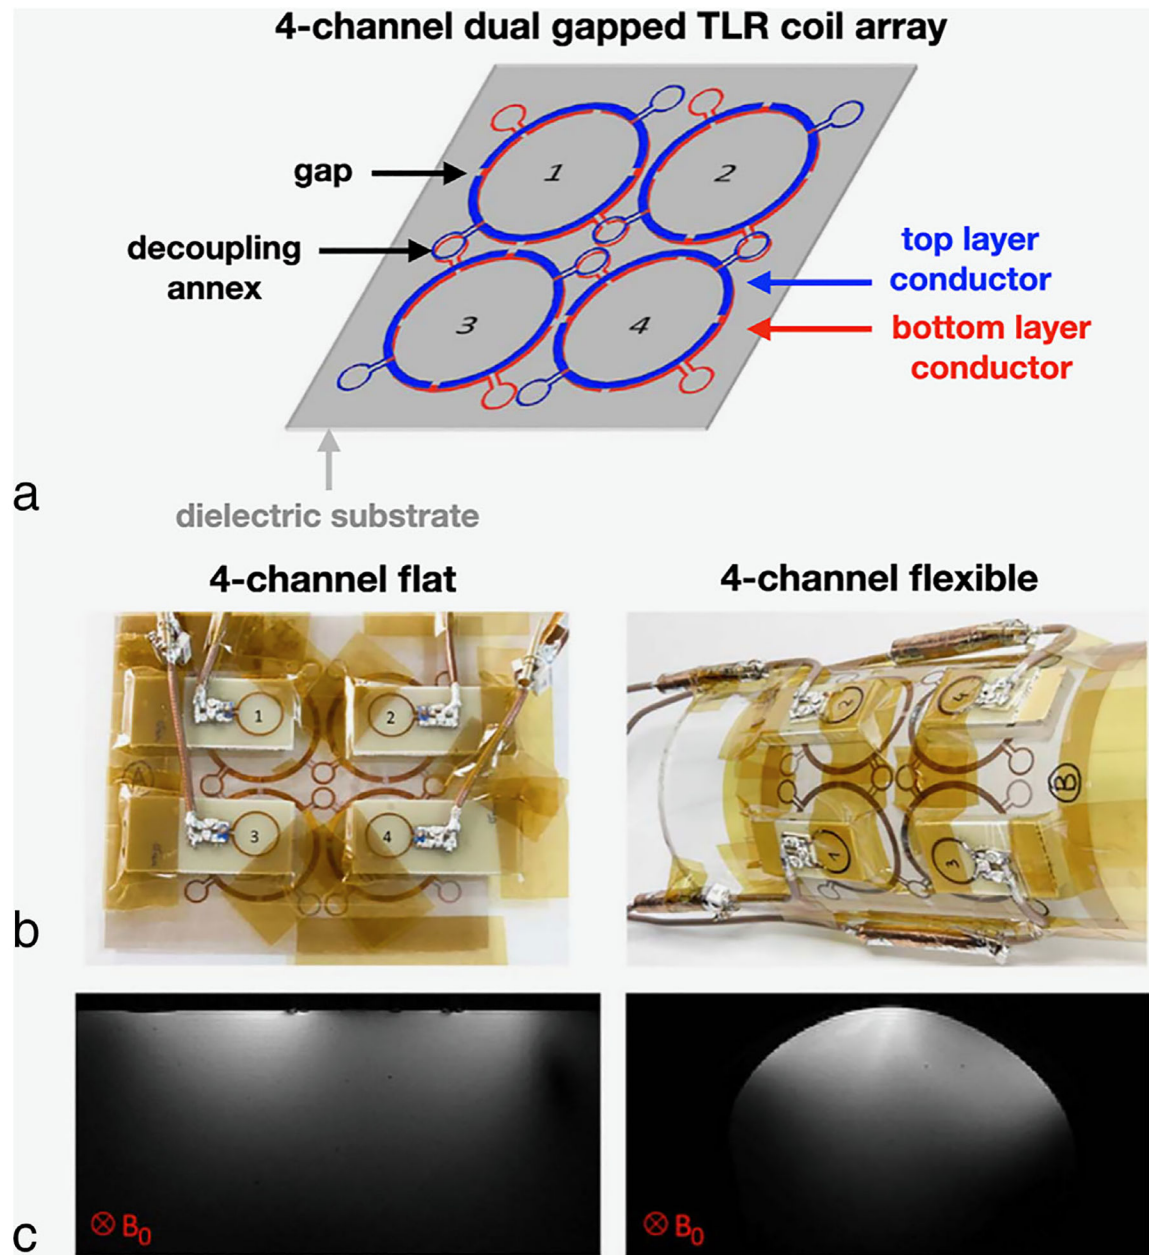 4-channel dual gapped TLR coil array
gap
decoupling
annex
1
2
3
4
top layer
conductor
bottom layer
conductor
dielectric substrate
a
4-channel flat
4-channel flexible
1
2
3
4
2
4
1
3
B
b
⊗ B0
⊗ B0
c